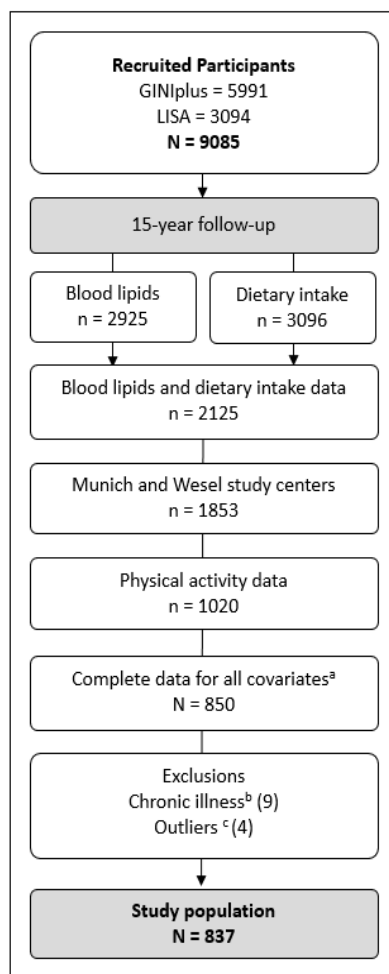 Recruited Participants
GINIplus = 5991
LISA = 3094
N = 9085
15-year follow-up
Blood lipids
n = 2925
Dietary intake
n = 3096
Blood lipids and dietary intake data
n = 2125
Munich and Wesel study centers
n = 1853
Physical activity data
n = 1020
Complete data for all covariatesᵃ
N = 850
Exclusions
Chronic illnessᵇ (9)
Outliers ᶜ (4)
Study population
N = 837